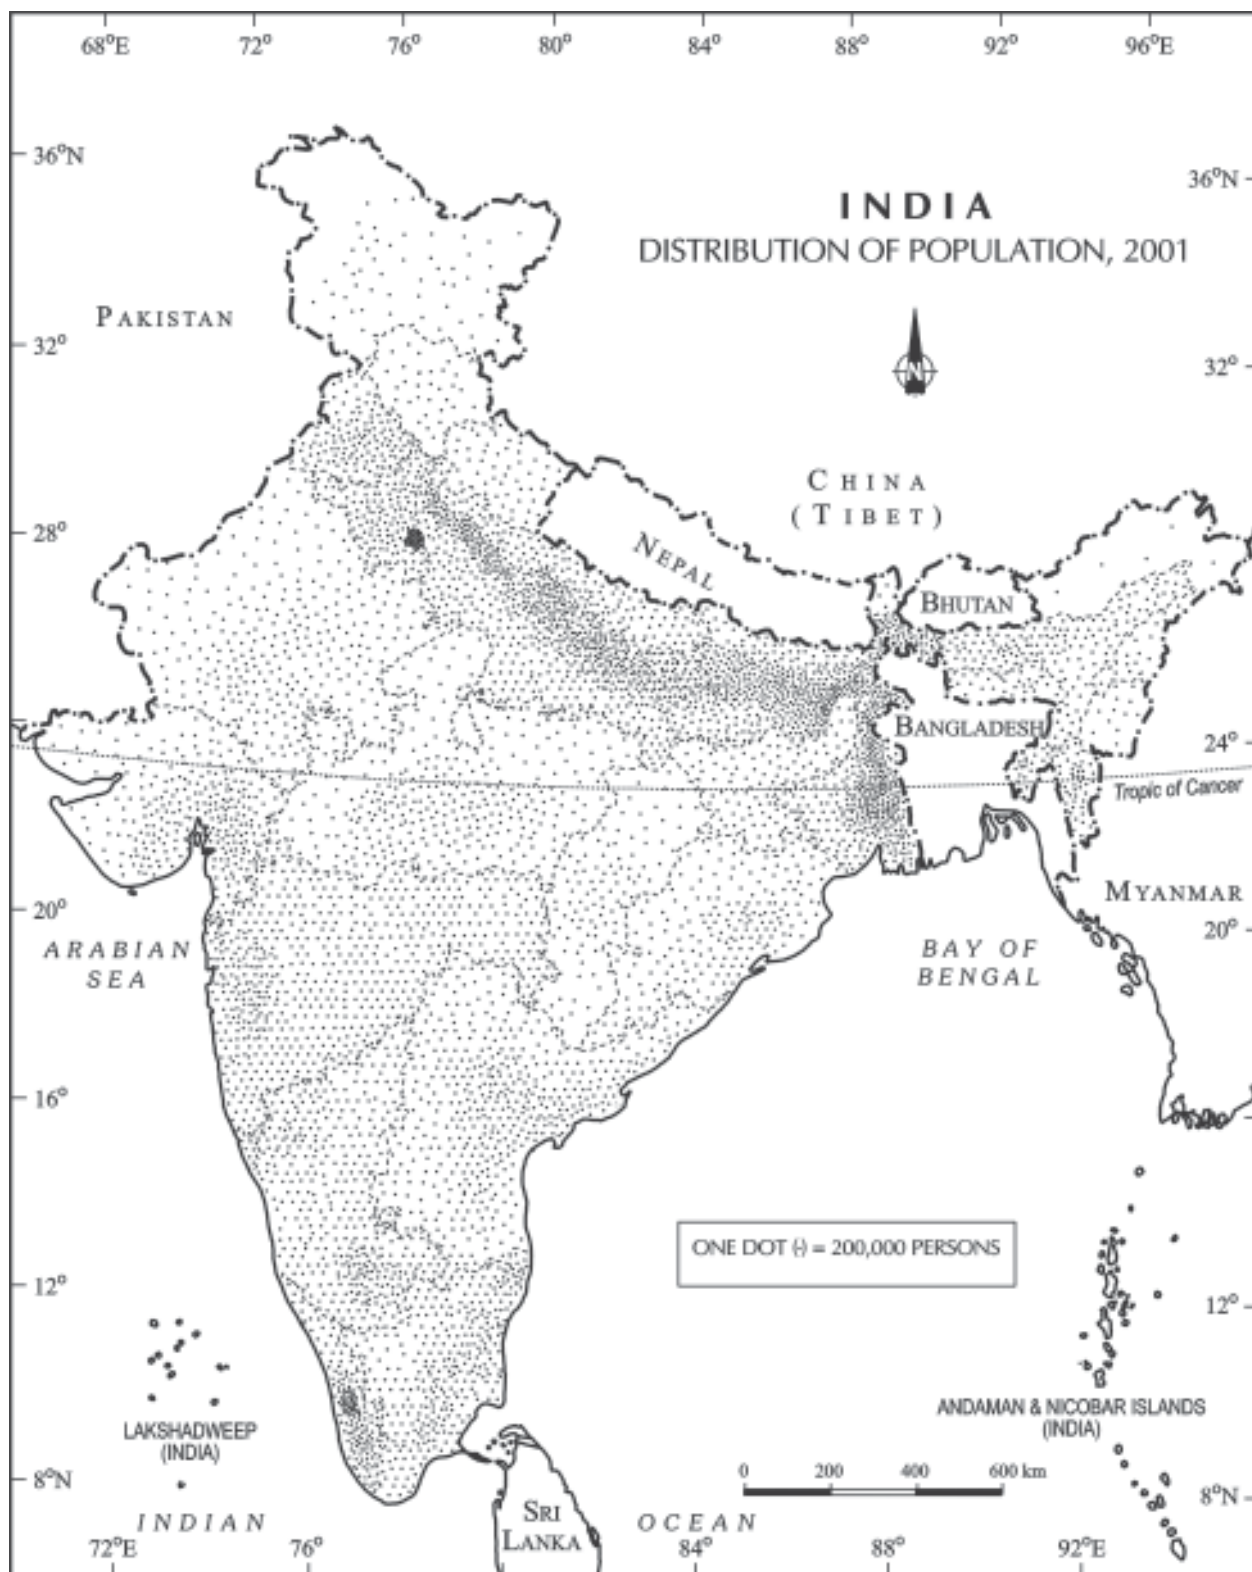 68°E 72° 76° 80° 84° 88° 92° 96°E
36°N
36°N
INDIA
DISTRIBUTION OF POPULATION, 2001
PAKISTAN
32°
32°
N
CHINA
(TIBET)
28°
28°
NEPAL
BHUTAN
BANGLADESH
24°
Tropic of Cancer
MYANMAR
20°
20°
ARABIAN
SEA
BAY OF
BENGAL
16°
ONE DOT (·) = 200,000 PERSONS
12°
12°
LAKSHADWEEP
(INDIA)
ANDAMAN & NICOBAR ISLANDS
(INDIA)
0 200 400 600 km
8°N
8°N
SRI
LANKA
INDIAN OCEAN
72°E 76° 84° 88° 92°E